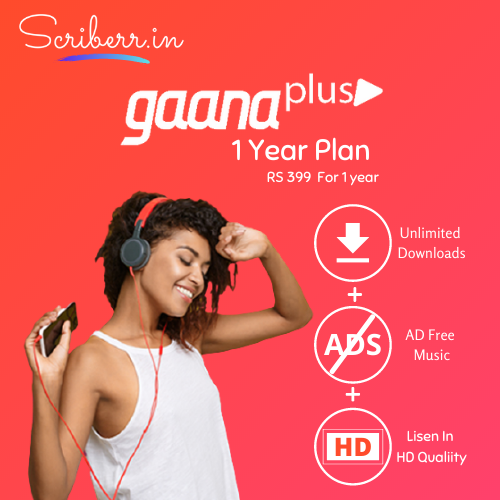 Scriberr.in
gaana plus
1 Year Plan
RS 399 For 1 year
Unlimited
Downloads
+
ADS
AD Free
Music
+
HD
Lisen In
HD Qualiity